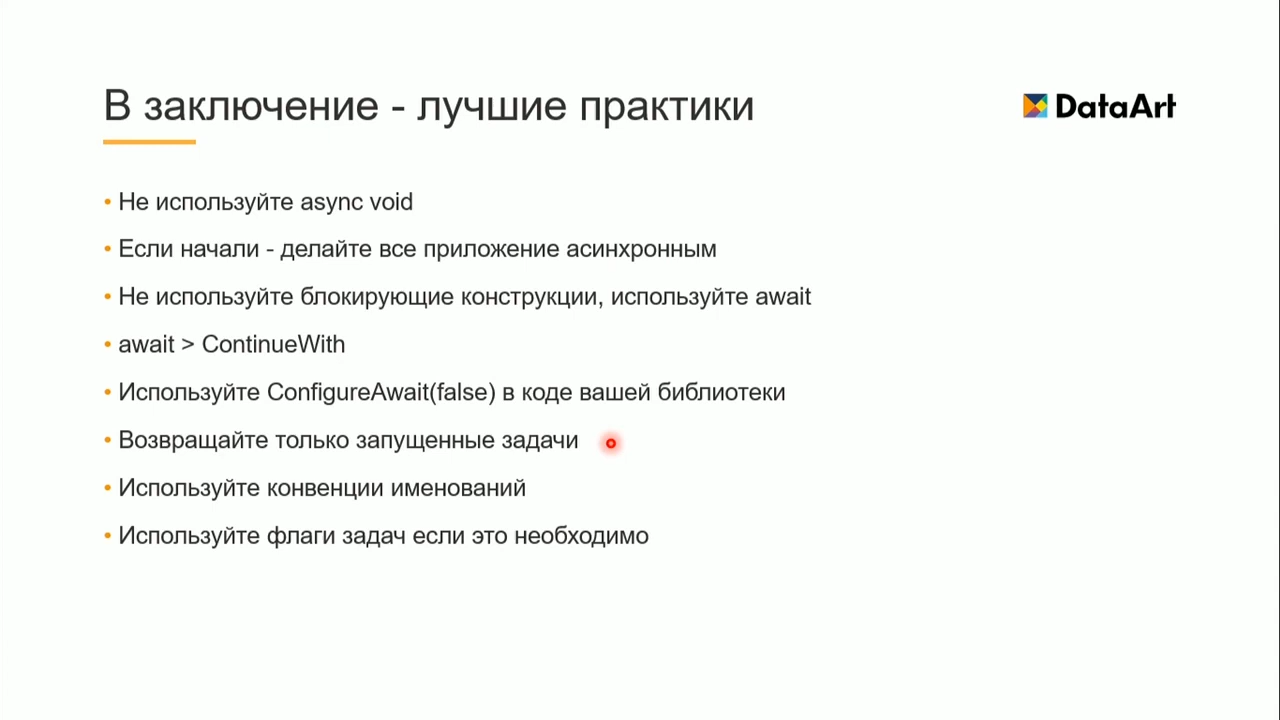 В заключение - лучшие практики
DataArt
• Не используйте async void
• Если начали - делайте все приложение асинхронным
• Не используйте блокирующие конструкции, используйте await
• await > ContinueWith
• Используйте ConfigureAwait(false) в коде вашей библиотеки
• Возвращайте только запущенные задачи
• Используйте конвенции именований
• Используйте флаги задач если это необходимо